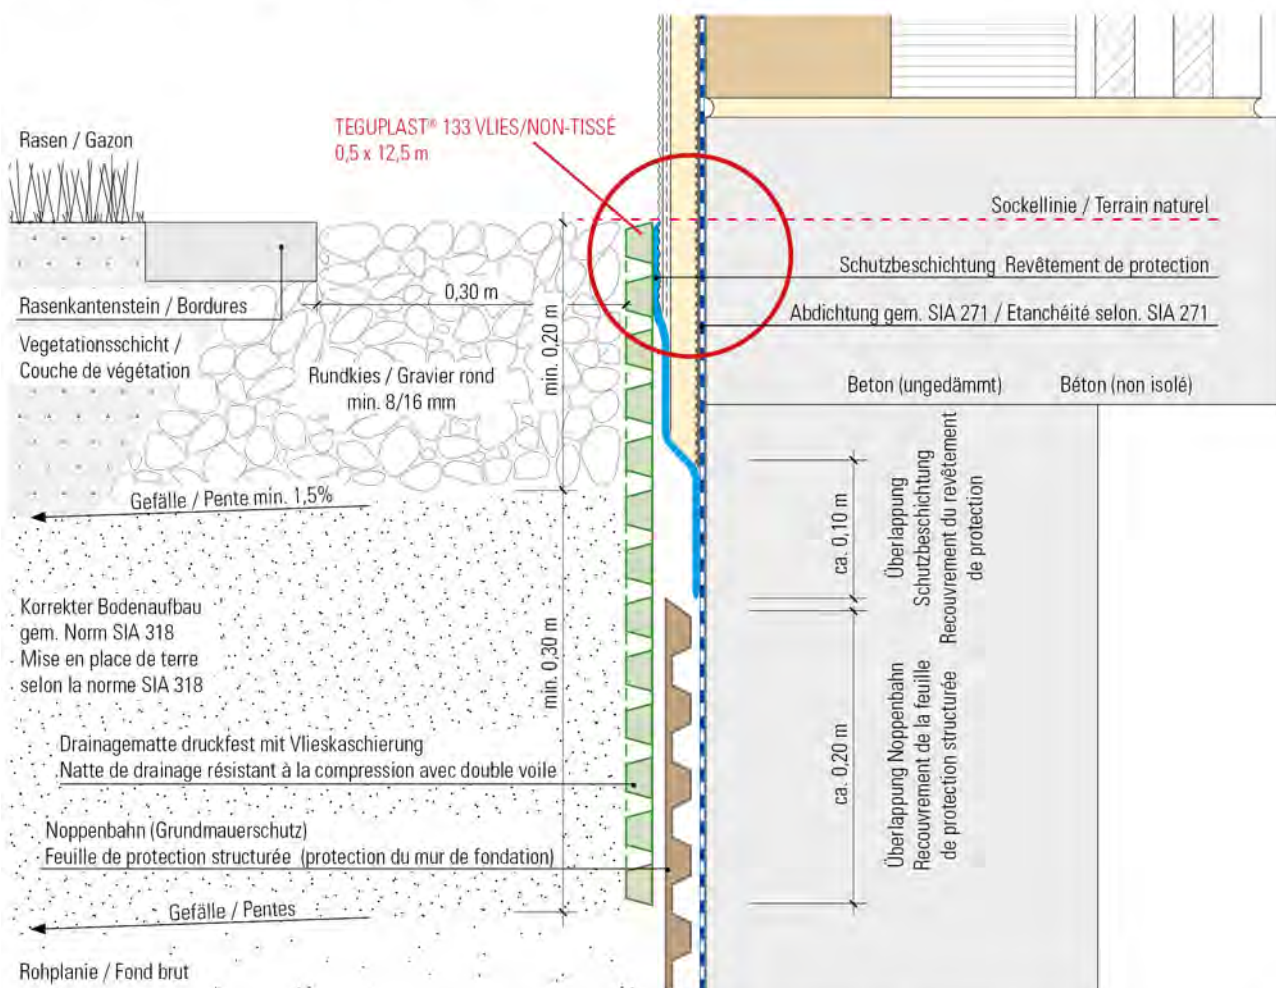 Rasen / Gazon
TEGUPLAST® 133 VLIES/NON-TISSÉ
0,5 x 12,5 m
Sockellinie / Terrain naturel
Schutzbeschichtung Revêtement de protection
Rasenkantenstein / Bordures
0,30 m
min. 0,20 m
Abdichtung gem. SIA 271 / Etanchéité selon. SIA 271
Vegetationsschicht /
Couche de végétation
Rundkies / Gravier rond
min. 8/16 mm
Beton (ungedämmt) Béton (non isolé)
Gefälle / Pente min. 1,5%
ca. 0,10 m
Überlappung
Schutzbeschichtung
Recouvrement du revêtement
de protection
Korrekter Bodenaufbau
gem. Norm SIA 318
Mise en place de terre
selon la norme SIA 318
min. 0,30 m
ca. 0,20 m
Überlappung Noppenbahn
Recouvrement de la feuille
de protection structurée
Drainagematte druckfest mit Vlieskaschierung
Natte de drainage résistant à la compression avec double voile
Noppenbahn (Grundmauerschutz)
Feuille de protection structurée (protection du mur de fondation)
Gefälle / Pentes
Rohplanie / Fond brut